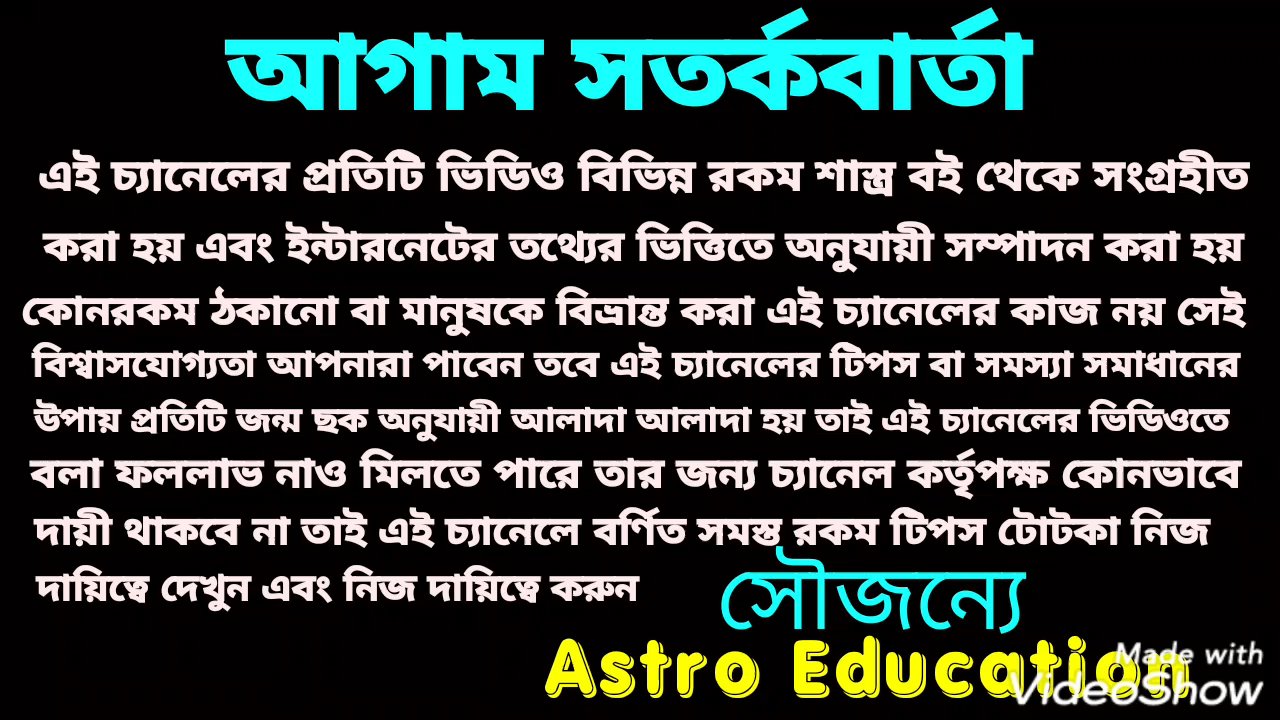 আগাম সতর্কবার্তা
এই চ্যানেলের প্রতিটি ভিডিও বিভিন্ন রকম শাস্ত্র বই থেকে সংগ্রহীত
করা হয় এবং ইন্টারনেটের তথ্যের ভিত্তিতে অনুযায়ী সম্পাদন করা হয়
কোনরকম ঠকানো বা মানুষকে বিভ্রান্ত করা এই চ্যানেলের কাজ নয় সেই
বিশ্বাসযোগ্যতা আপনারা পাবেন তবে এই চ্যানেলের টিপস বা সমস্যা সমাধানের
উপায় প্রতিটি জন্ম ছক অনুযায়ী আলাদা আলাদা হয় তাই এই চ্যানেলের ভিডিওতে
বলা ফললাভ নাও মিলতে পারে তার জন্য চ্যানেল কর্তৃপক্ষ কোনভাবে
দায়ী থাকবে না তাই এই চ্যানেলে বর্ণিত সমস্ত রকম টিপস টোটকা নিজ
দায়িত্বে দেখুন এবং নিজ দায়িত্বে করুন
সৌজন্যে
Astro Education
Made with
VideoShow